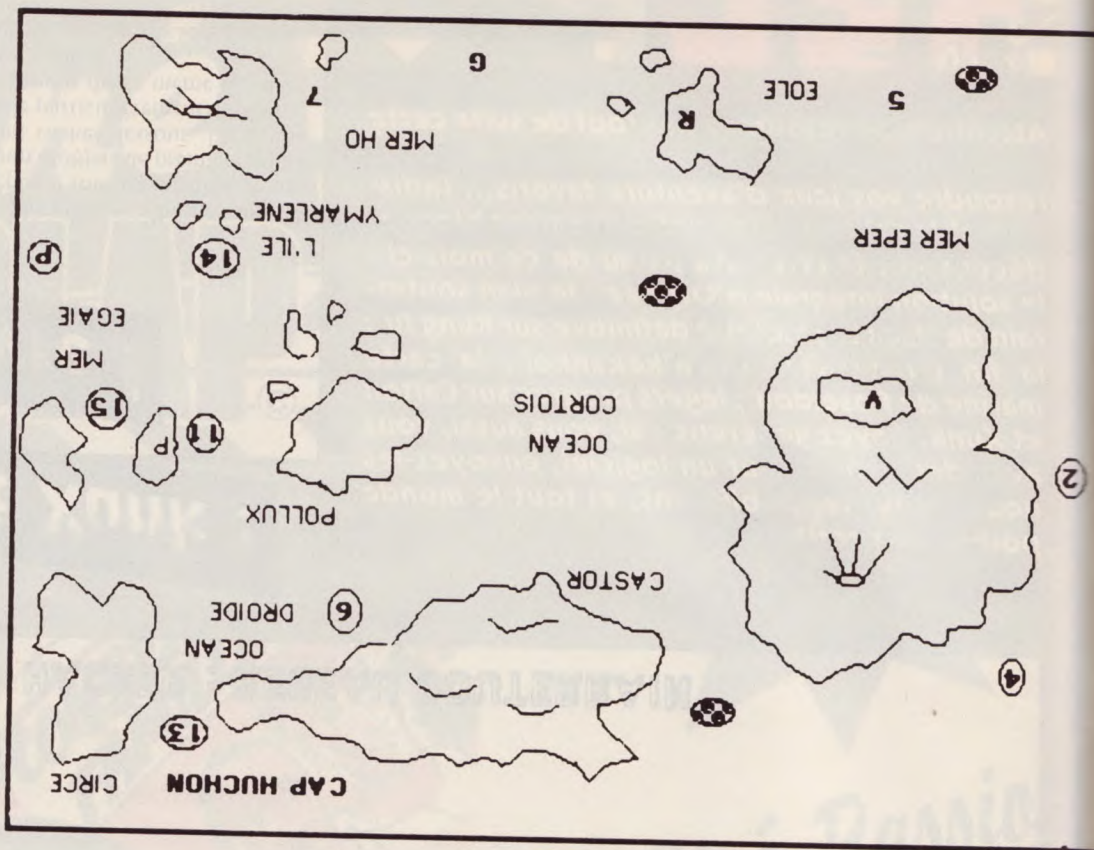 CAP HUCHON
CIRCE
13
4
OCEAN
DROIDE
9
CASTOR
POLLUX
2
V
OCEAN
CORTOIS
11
P
15
MER
EGAIE
MER EPER
L'ILE
YMARLENE
14
P
5
EOLE
R
6
MER HO
7